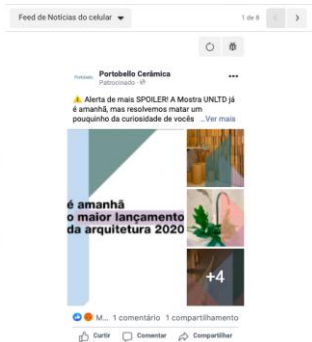 Feed de Notícias do celular
1 de 8
Portobello Cerâmica
Patrocinado
Alerta de mais SPOILER! A Mostra UNLTD já
é amanhã, mas resolvemos matar um
pouquinho da curiosidade de vocês ...Ver mais
é amanhã
o maior lançamento
da arquitetura 2020
+4
M... 1 comentário 1 compartilhamento
Curtir Comentar Compartilhar